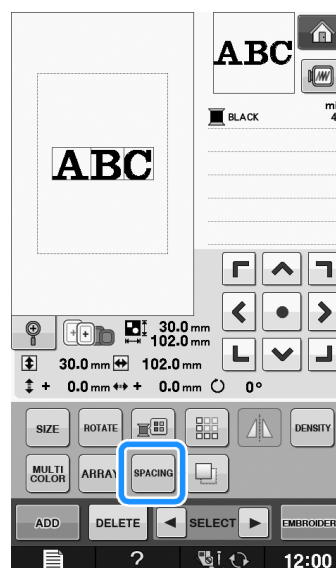 ABC
BLACK
mi
4
ABC
30.0 mm
102.0 mm
30.0 mm 102.0 mm
+ 0.0 mm + 0.0 mm 0°
SIZE ROTATE DENSITY
MULTI COLOR ARRAY SPACING
ADD DELETE SELECT EMBROIDER
? 12:00